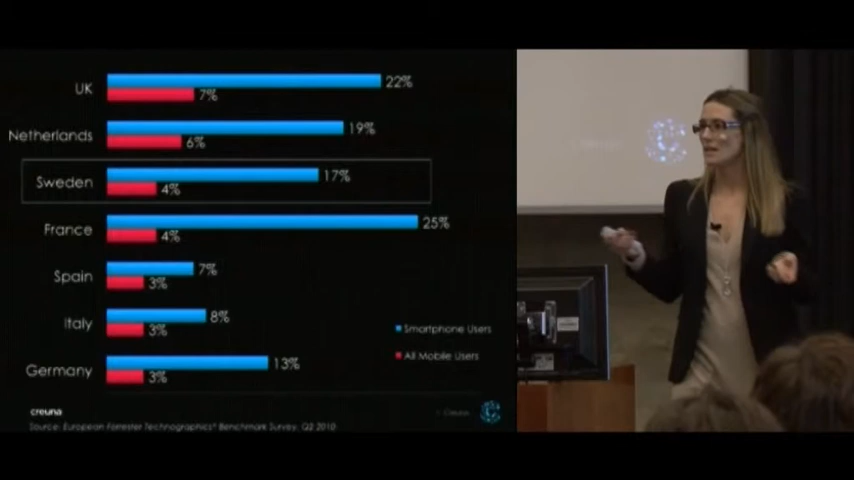 UK 22%
7%
Netherlands 19%
6%
Sweden 17%
4%
France 25%
4%
Spain 7%
3%
Italy 8%
3%
Smartphone Users
All Mobile Users
Germany 13%
3%
creuna
Creuna
Source: European Forrester Technographics® Benchmark Survey, Q2 2010